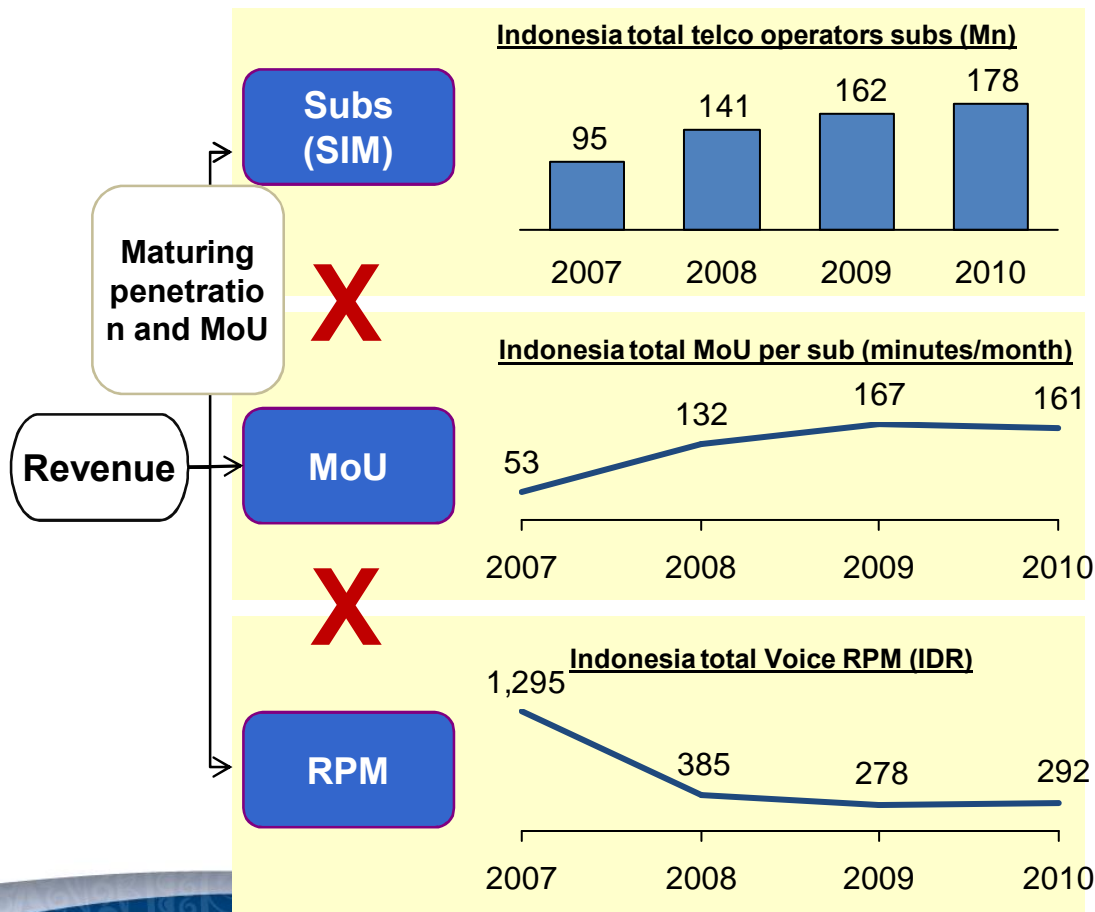 Indonesia total telco operators subs (Mn)
Subs
(SIM)
95
141
162
178
2007
2008
2009
2010
Maturing
penetratio
n and MoU
X
Indonesia total MoU per sub (minutes/month)
Revenue
MoU
53
132
167
161
2007
2008
2009
2010
X
Indonesia total Voice RPM (IDR)
RPM
1,295
385
278
292
2007
2008
2009
2010